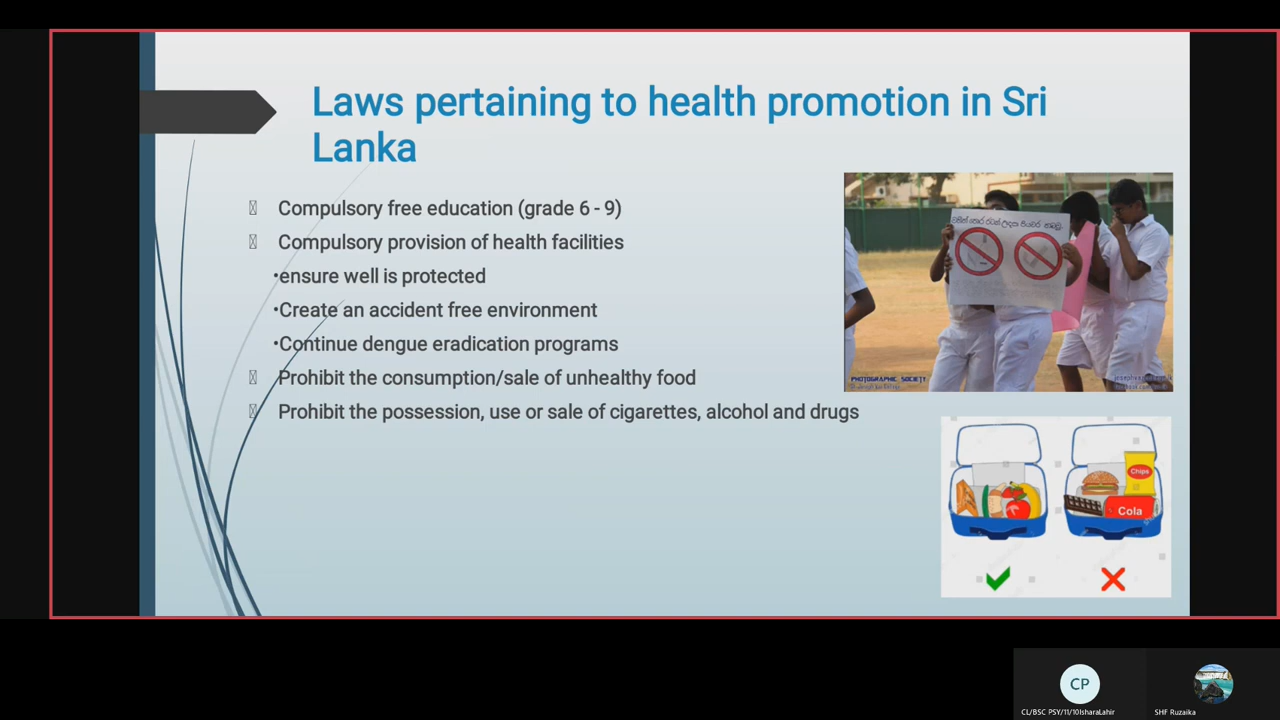 Laws pertaining to health promotion in Sri
Lanka
Compulsory free education (grade 6 - 9)
Compulsory provision of health facilities
•ensure well is protected
•Create an accident free environment
•Continue dengue eradication programs
Prohibit the consumption/sale of unhealthy food
Prohibit the possession, use or sale of cigarettes, alcohol and drugs
PHOTOGRAPHIC SOCIETY
Chips
Cola
CP
CL/BSC PSY/11/10IsharaLahir
SHF Ruzaika